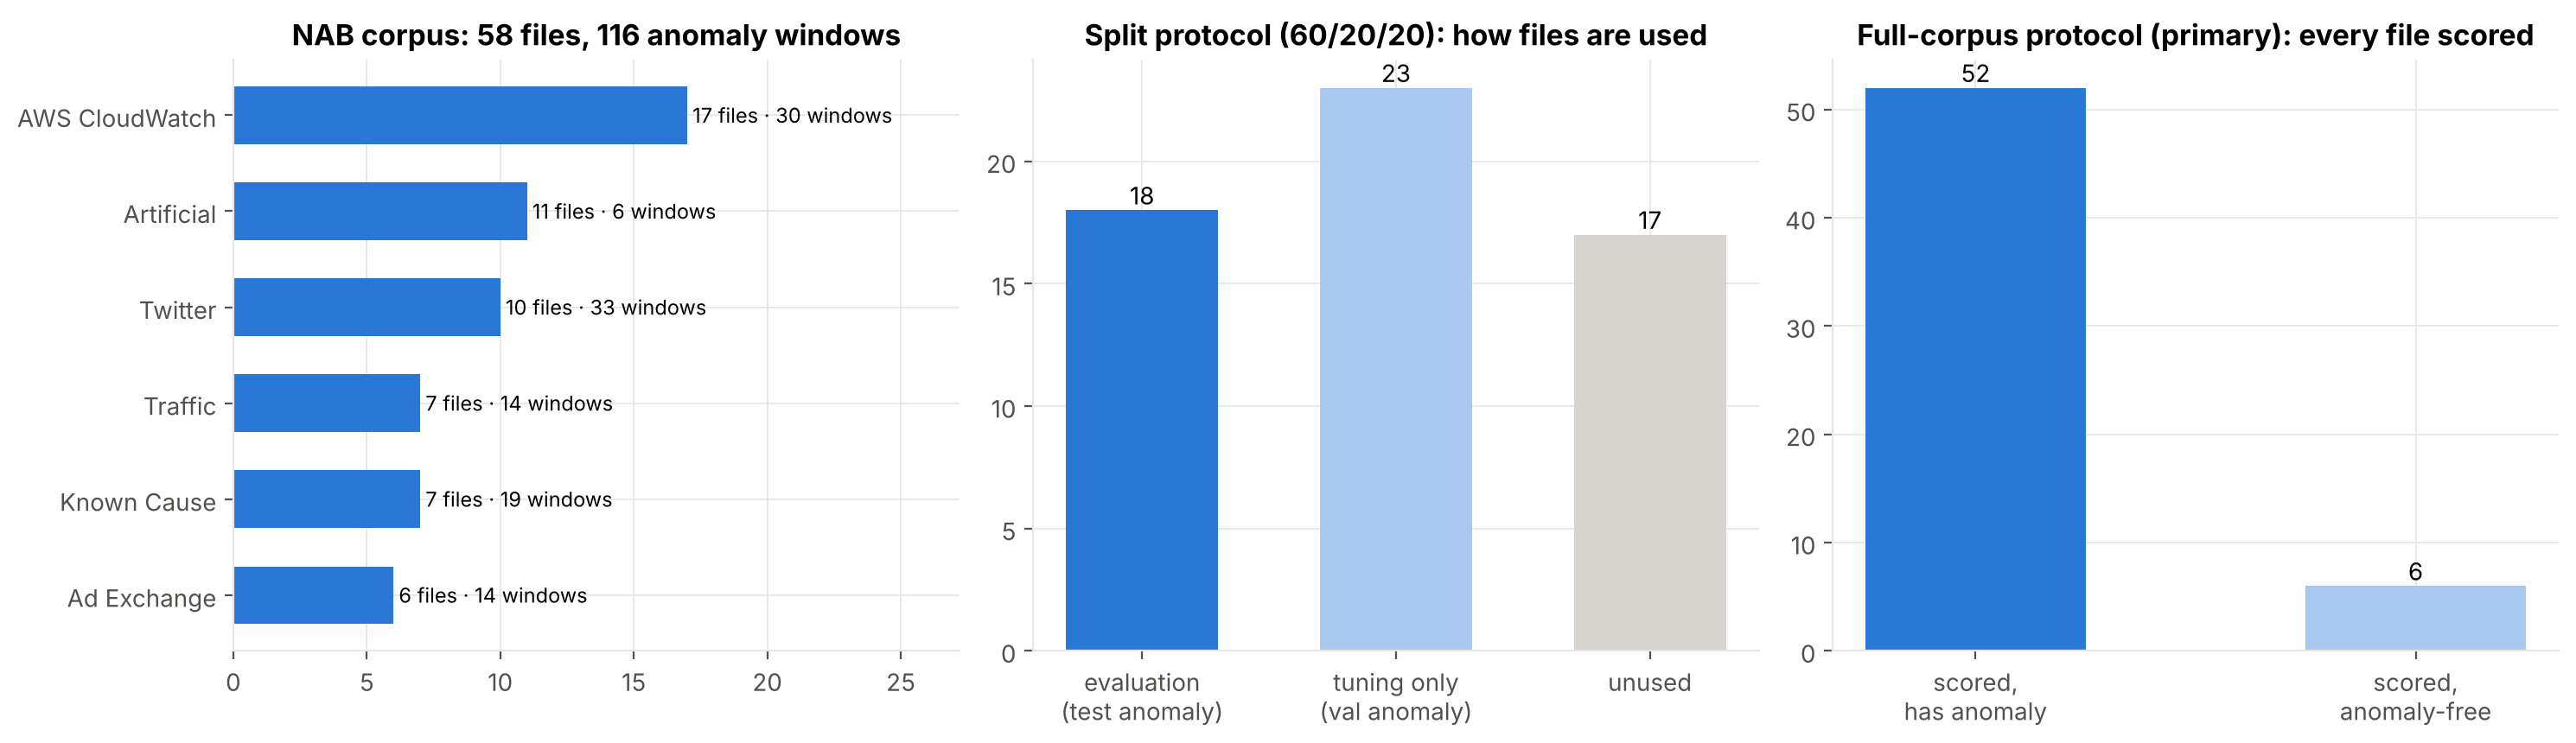 NAB corpus: 58 files, 116 anomaly windows
AWS CloudWatch
17 files · 30 windows
Artificial
11 files · 6 windows
Twitter
10 files · 33 windows
Traffic
7 files · 14 windows
Known Cause
7 files · 19 windows
Ad Exchange
6 files · 14 windows
0 5 10 15 20 25
Split protocol (60/20/20): how files are used
20
15
10
5
0
18
23
17
evaluation
(test anomaly)
tuning only
(val anomaly)
unused
Full-corpus protocol (primary): every file scored
50
40
30
20
10
0
52
6
scored,
has anomaly
scored,
anomaly-free